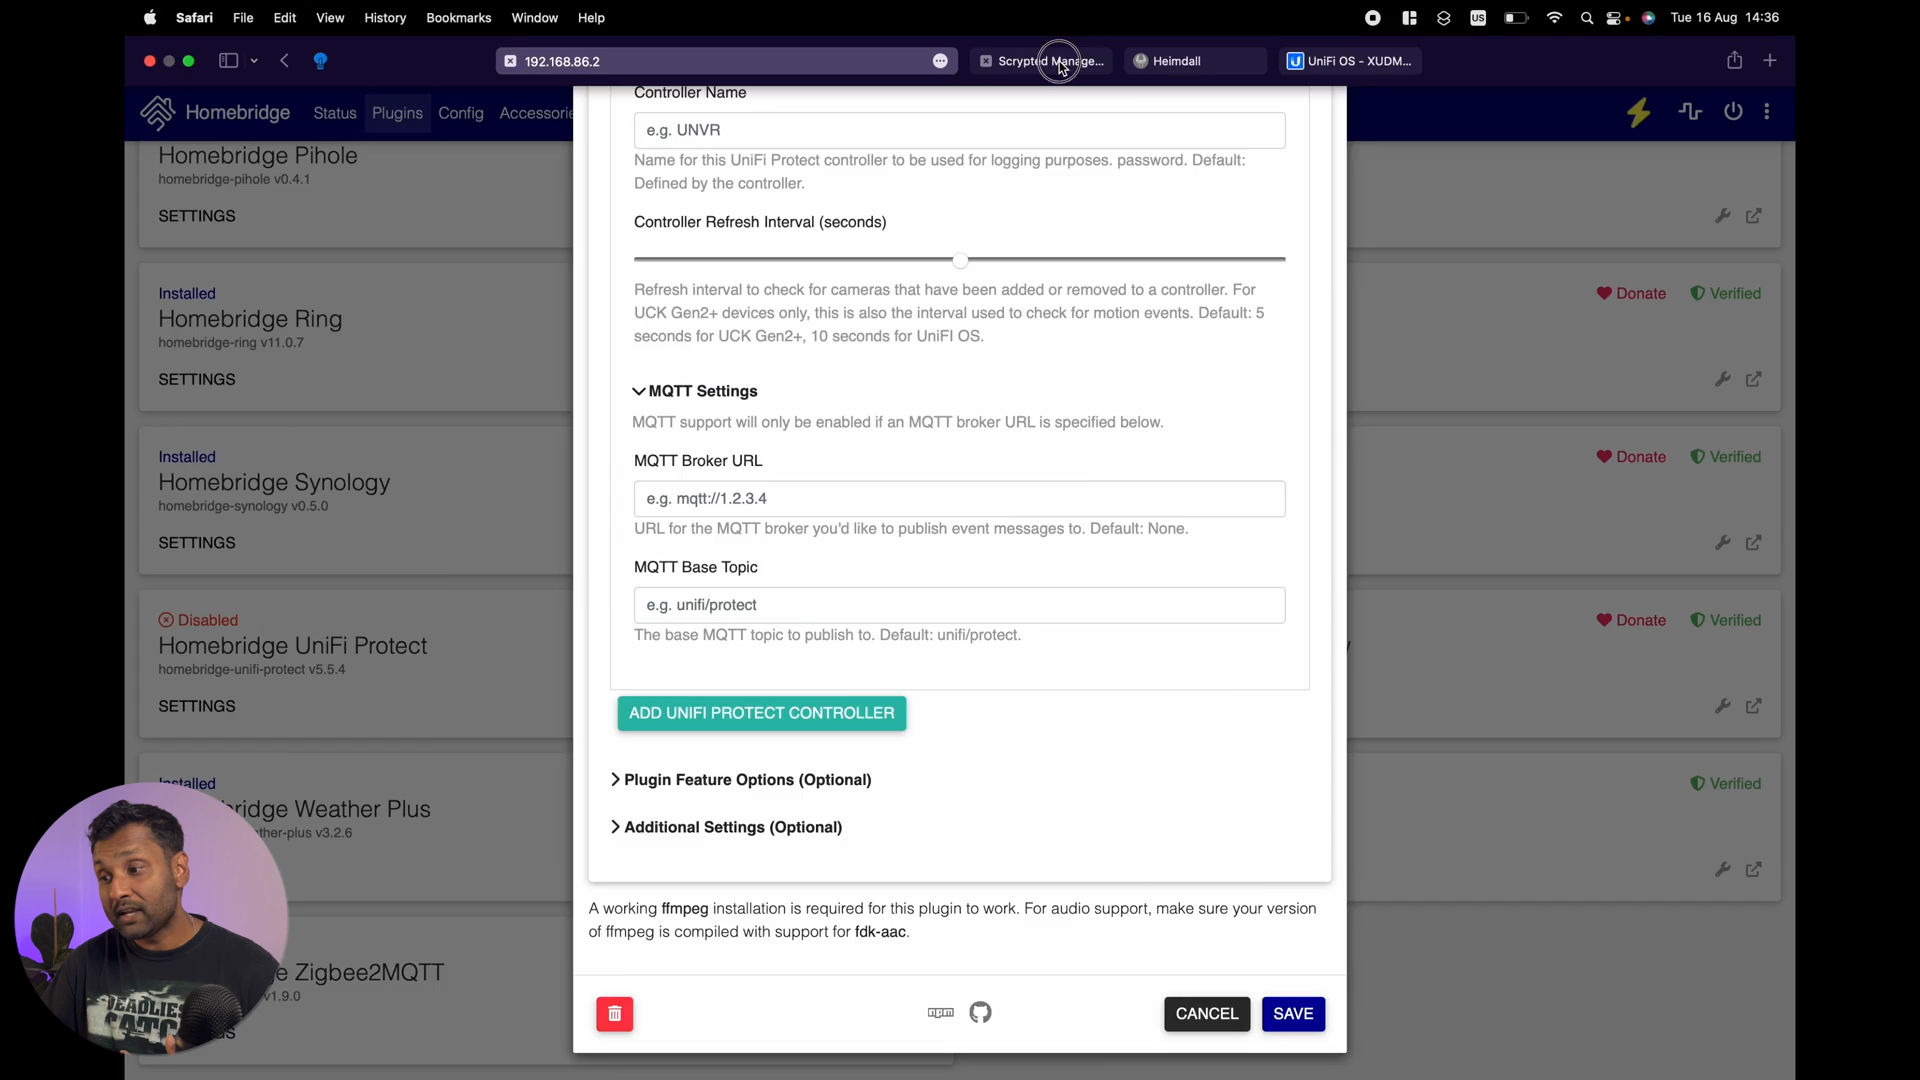 Safari File Edit View History Bookmarks Window Help
US
Tue 16 Aug 14:36
192.168.86.2
Scrypted Manage...
Heimdall
UniFi OS - XUDM...
Homebridge Status Plugins Config Accessorie
Homebridge Pihole
homebridge-pihole v0.4.1
SETTINGS
Installed
Homebridge Ring
homebridge-ring v11.0.7
SETTINGS
Donate Verified
Installed
Homebridge Synology
homebridge-synology v0.5.0
SETTINGS
Donate Verified
Disabled
Homebridge UniFi Protect
homebridge-unifi-protect v5.5.4
SETTINGS
Donate Verified
ridge Weather Plus
ther-plus v3.2.6
Verified
e Zigbee2MQTT
v1.9.0
Controller Name
e.g. UNVR
Name for this UniFi Protect controller to be used for logging purposes. password. Default:
Defined by the controller.
Controller Refresh Interval (seconds)
Refresh interval to check for cameras that have been added or removed to a controller. For
UCK Gen2+ devices only, this is also the interval used to check for motion events. Default: 5
seconds for UCK Gen2+, 10 seconds for UniFI OS.
MQTT Settings
MQTT support will only be enabled if an MQTT broker URL is specified below.
MQTT Broker URL
e.g. mqtt://1.2.3.4
URL for the MQTT broker you'd like to publish event messages to. Default: None.
MQTT Base Topic
e.g. unifi/protect
The base MQTT topic to publish to. Default: unifi/protect.
ADD UNIFI PROTECT CONTROLLER
Plugin Feature Options (Optional)
Additional Settings (Optional)
A working ffmpeg installation is required for this plugin to work. For audio support, make sure your version
of ffmpeg is compiled with support for fdk-aac.
npm
CANCEL SAVE